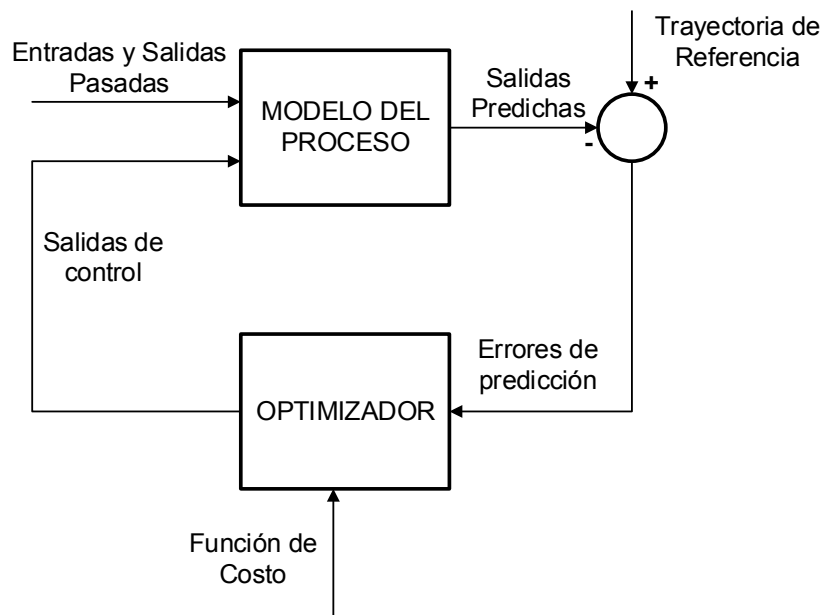 Entradas y Salidas
Pasadas
MODELO DEL
PROCESO
Salidas
Predichas
Trayectoria de
Referencia
+
-
Salidas de
control
Errores de
predicción
OPTIMIZADOR
Función de
Costo